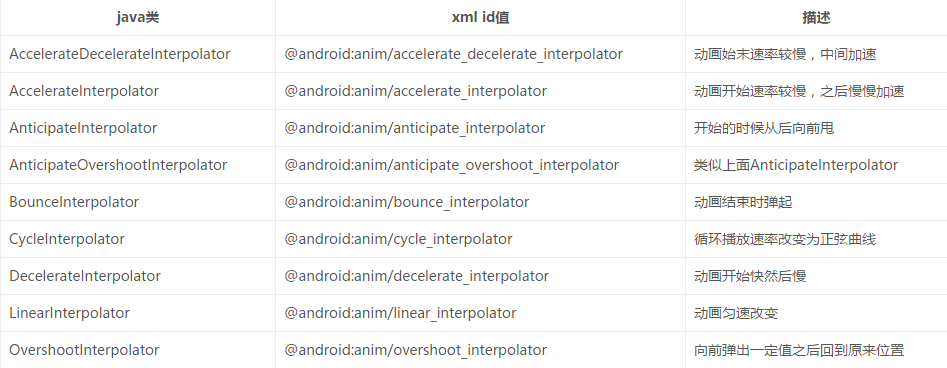 java类 xml id值 描述
AccelerateDecelerateInterpolator @android:anim/accelerate_decelerate_interpolator 动画始末速率较慢，中间加速
AccelerateInterpolator @android:anim/accelerate_interpolator 动画开始速率较慢，之后慢慢加速
AnticipateInterpolator @android:anim/anticipate_interpolator 开始的时候从后向前甩
AnticipateOvershootInterpolator @android:anim/anticipate_overshoot_interpolator 类似上面AnticipateInterpolator
BounceInterpolator @android:anim/bounce_interpolator 动画结束时弹起
CycleInterpolator @android:anim/cycle_interpolator 循环播放速率改变为正弦曲线
DecelerateInterpolator @android:anim/decelerate_interpolator 动画开始快然后慢
LinearInterpolator @android:anim/linear_interpolator 动画匀速改变
OvershootInterpolator @android:anim/overshoot_interpolator 向前弹出一定值之后回到原来位置